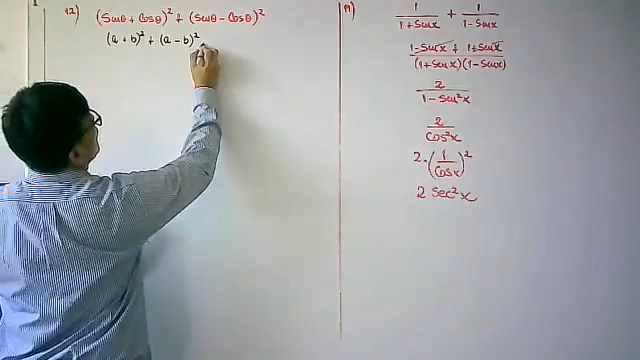 12) (Sinθ + Cosθ)² + (Sinθ - Cosθ)²
(a + b)² + (a - b)²
11) 1/(1+Sinx) + 1/(1-Sinx)
(1-Sinx + 1+Sinx)/((1+Sinx)(1-Sinx))
2/(1-Sin²x)
2/Cos²x
2·(1/Cosx)²
2 Sec²x